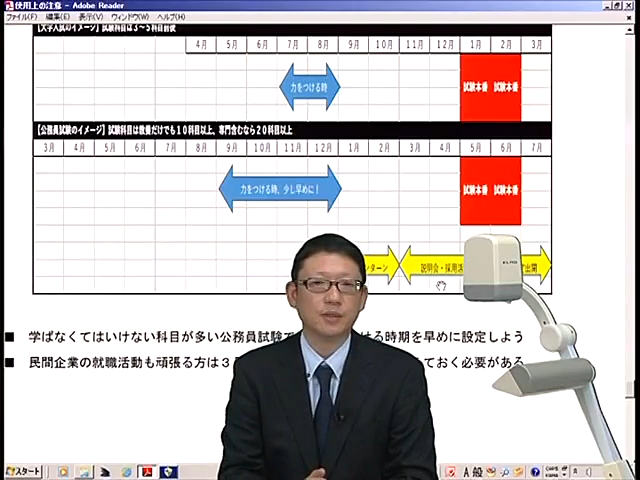 使用上の注意 - Adobe Reader
ファイル(F) 編集(E) 表示(V) ウィンドウ(W) ヘルプ(H)
【大学入試のイメージ】試験科目は3～5科目前後
4月 5月 6月 7月 8月 9月 10月 11月 12月 1月 2月 3月
力をつける時
試験本番 試験本番
【公務員試験のイメージ】試験科目は教養だけでも10科目以上、専門含むなら20科目以上
3月 4月 5月 6月 7月 8月 9月 10月 11月 12月 1月 2月 3月 4月 5月 6月 7月
力をつける時、少し早めに！
試験本番 試験本番
ターン
説明会・採用活
出開
■ 学ばなくてはいけない科目が多い公務員試験で
る時期を早めに設定しよう
■ 民間企業の就職活動も頑張る方は3
ておく必要がある
スタート
A 般